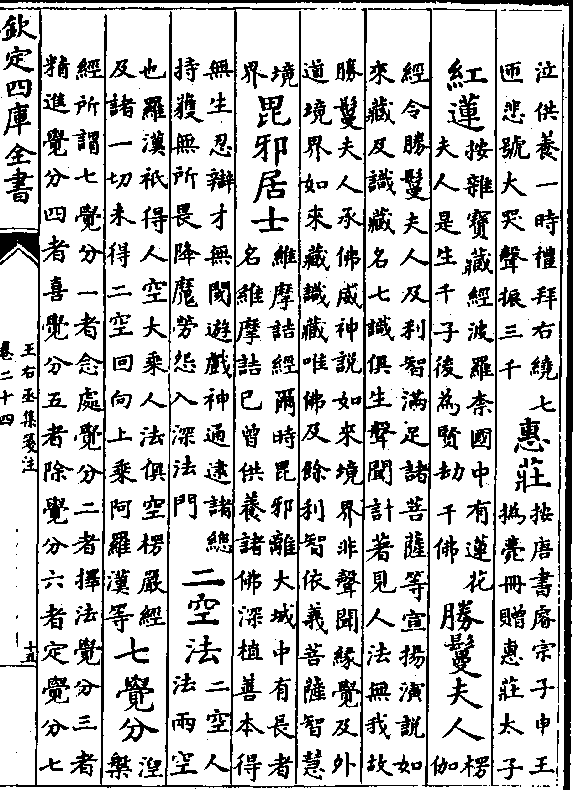 泣供養一時禮拜右繞七
匝悲號大哭聲振三千
惠莊
按唐書睿宗子申王
撝薨冊贈惠莊太子
紅蓮
按雜寶藏經波羅柰國中有蓮花
夫人是生千子後為賢劫千佛
勝鬘夫人
楞
伽
經令勝鬘夫人及利智滿足諸菩薩等宣揚演說如
來藏及識藏名七識俱生聲聞計著見人法無我故
勝鬘夫人承佛威神說如來境界非聲聞緣覺及外
道境界如來藏識藏唯佛及餘利智依義菩薩智慧
境
界
毘邪居士
維摩詰經爾時毘邪離大城中有長者
名維摩詰已曾供養諸佛深植善本得
無生忍辯才無閡遊戲神通逮諸總
持獲無所畏降魔勞怨入深法門
二空法
二空人
法兩空
也羅漢祇得人空大乘人法俱空楞嚴經
及諸一切未得二空回向上乘阿羅漢等
七覺分
涅
槃
經所謂七覺分一者念處覺分二者擇法覺分三者
精進覺分四者喜覺分五者除覺分六者定覺分七
欽定四庫全書
王右丞集箋注
卷二十四
十五